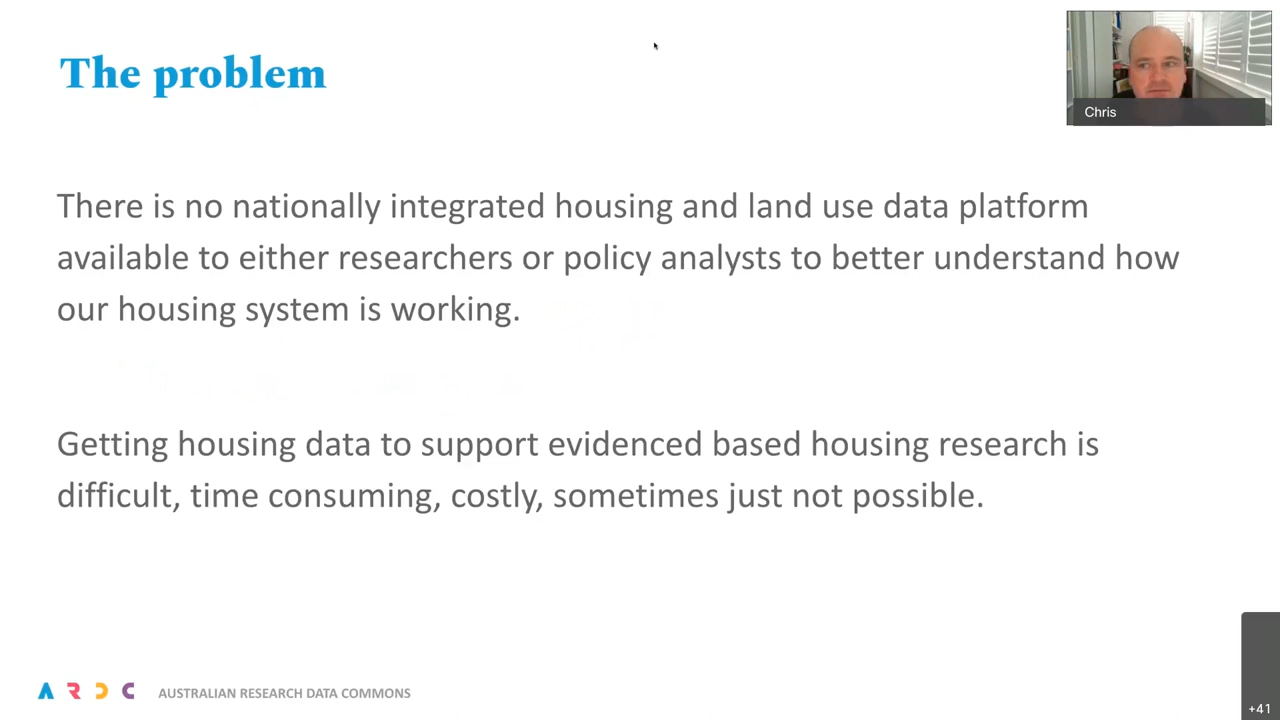 The problem
Chris
There is no nationally integrated housing and land use data platform
available to either researchers or policy analysts to better understand how
our housing system is working.
Getting housing data to support evidenced based housing research is
difficult, time consuming, costly, sometimes just not possible.
ARDC AUSTRALIAN RESEARCH DATA COMMONS
+41